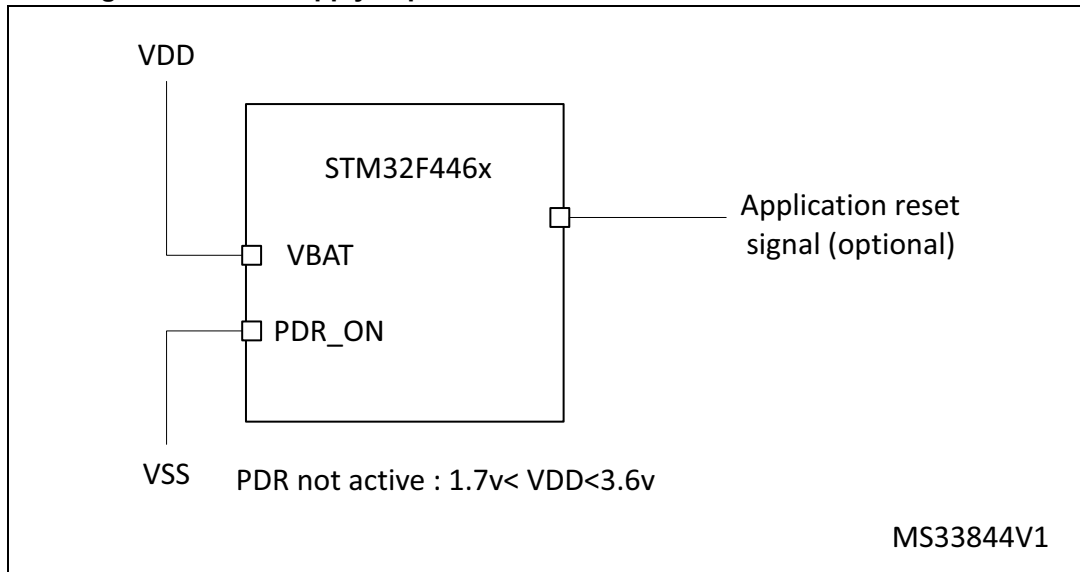 VDD
STM32F446x
Application reset
signal (optional)
VBAT
PDR_ON
VSS
PDR not active : 1.7v< VDD<3.6v
MS33844V1